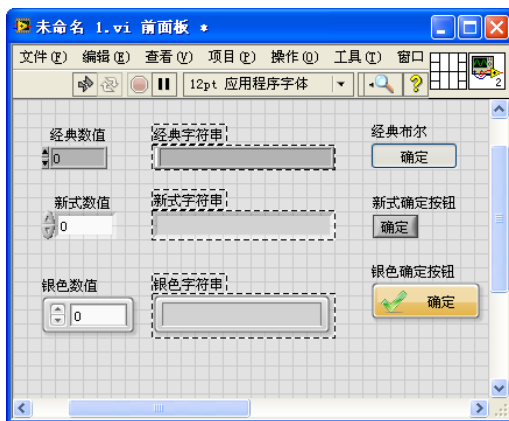 未命名 1.vi 前面板 *
文件(F) 编辑(E) 查看(V) 项目(P) 操作(O) 工具(T) 窗口
12pt 应用程序字体
2
经典数值 经典字符串 经典布尔
0 确定
新式数值 新式字符串 新式确定按钮
0 确定
银色数值 银色字符串 银色确定按钮
0 确定